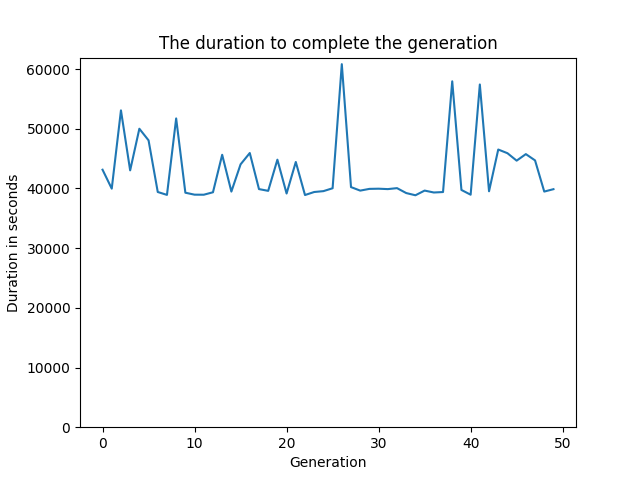 The duration to complete the generation
60000
50000
40000
30000
20000
10000
0
Duration in seconds
0 10 20 30 40 50
Generation